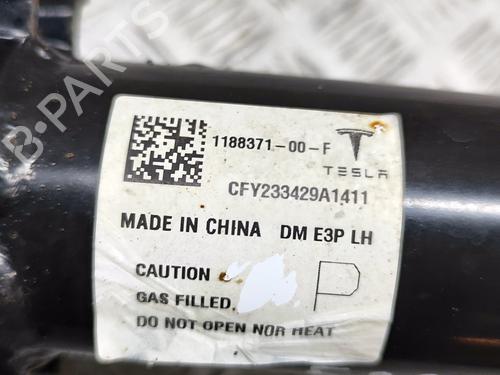 1188371-00-F
TESLA
CFY233429A1411
MADE IN CHINA DM E3P LH
CAUTION
P
GAS FILLED
DO NOT OPEN NOR HEAT
B-Parts